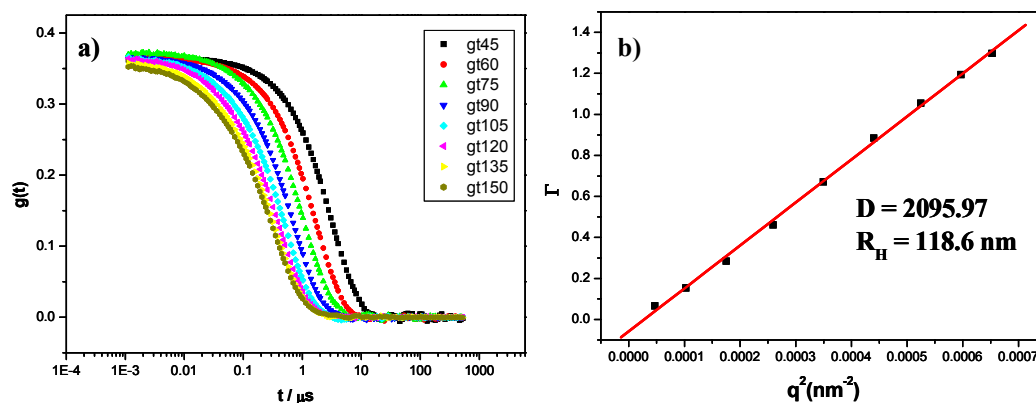 a)
g(t)
0.4
0.3
0.2
0.1
0.0
1E-4
1E-3
0.01
0.1
1
10
100
1000
t / µs
gt45
gt60
gt75
gt90
gt105
gt120
gt135
gt150
b)
Γ
1.4
1.2
1.0
0.8
0.6
0.4
0.2
0.0
0.0000
0.0001
0.0002
0.0003
0.0004
0.0005
0.0006
0.0007
q²(nm⁻²)
D = 2095.97
R_H = 118.6 nm